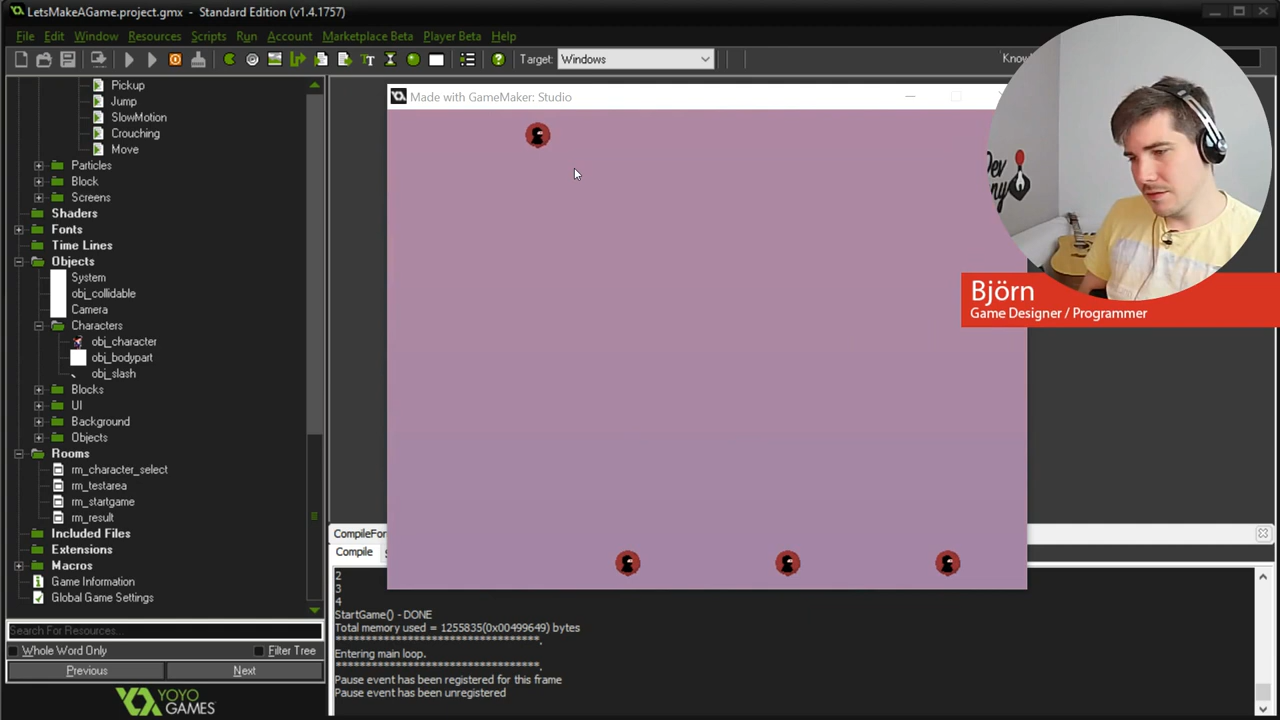 LetsMakeAGame.project.gmx - Standard Edition (v1.4.1757)
File Edit Window Resources Scripts Run Account Marketplace Beta Player Beta Help
Target: Windows
Made with GameMaker: Studio
Pickup
Jump
SlowMotion
Crouching
Move
Particles
Block
Screens
Shaders
Fonts
Time Lines
Objects
System
obj_collidable
Camera
Characters
obj_character
obj_bodypart
obj_slash
Blocks
UI
Background
Objects
Rooms
rm_character_select
rm_testarea
rm_startgame
rm_result
Included Files
Extensions
Macros
Game Information
Global Game Settings
Search For Resources...
Whole Word Only Filter Tree
Previous Next
YOYO
GAMES
Dev
Björn
Game Designer / Programmer
Compile
2
3
4
StartGame() - DONE
Total memory used = 1255835(0x00499649) bytes
**********************************.
Entering main loop.
**********************************.
Pause event has been registered for this frame
Pause event has been unregistered